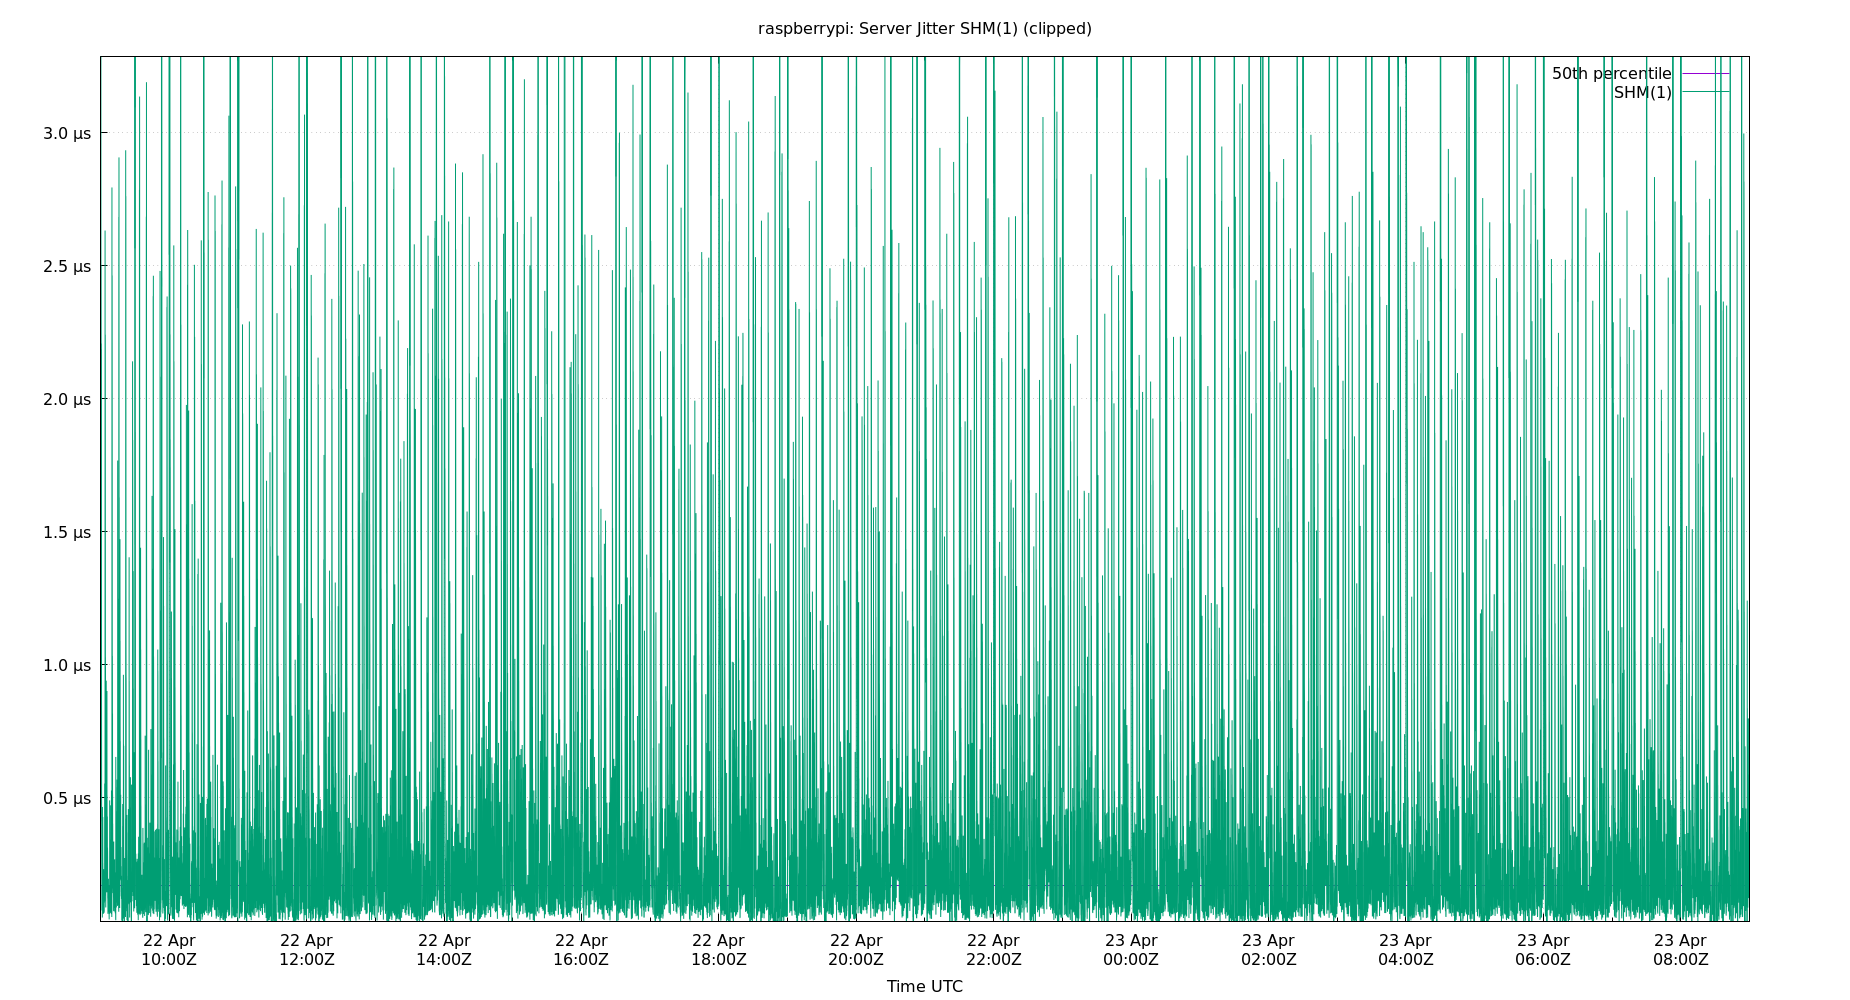 raspberrypi: Server Jitter SHM(1) (clipped)
50th percentile
SHM(1)
3.0 µs
2.5 µs
2.0 µs
1.5 µs
1.0 µs
0.5 µs
22 Apr 22 Apr 22 Apr 22 Apr 22 Apr 22 Apr 22 Apr 23 Apr 23 Apr 23 Apr 23 Apr 23 Apr
10:00Z 12:00Z 14:00Z 16:00Z 18:00Z 20:00Z 22:00Z 00:00Z 02:00Z 04:00Z 06:00Z 08:00Z
Time UTC